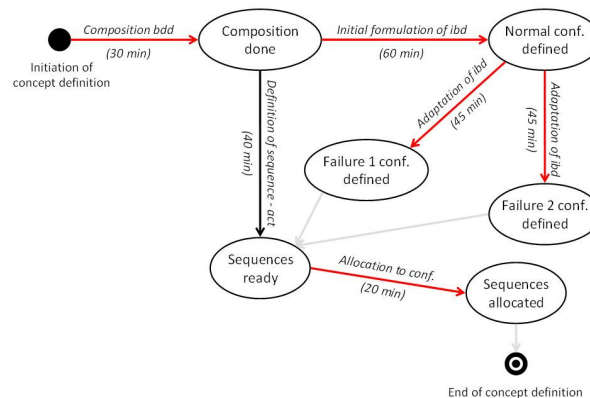 Composition bdd
(30 min)
Initiation of
concept definition
Composition
done
Initial formulation of ibd
(60 min)
Normal conf.
defined
Definition of sequence - act
(40 min)
Adaptation of ibd
(45 min)
Adaptation of ibd
(45 min)
Failure 1 conf.
defined
Failure 2 conf.
defined
Sequences
ready
Allocation to conf.
(20 min)
Sequences
allocated
End of concept definition